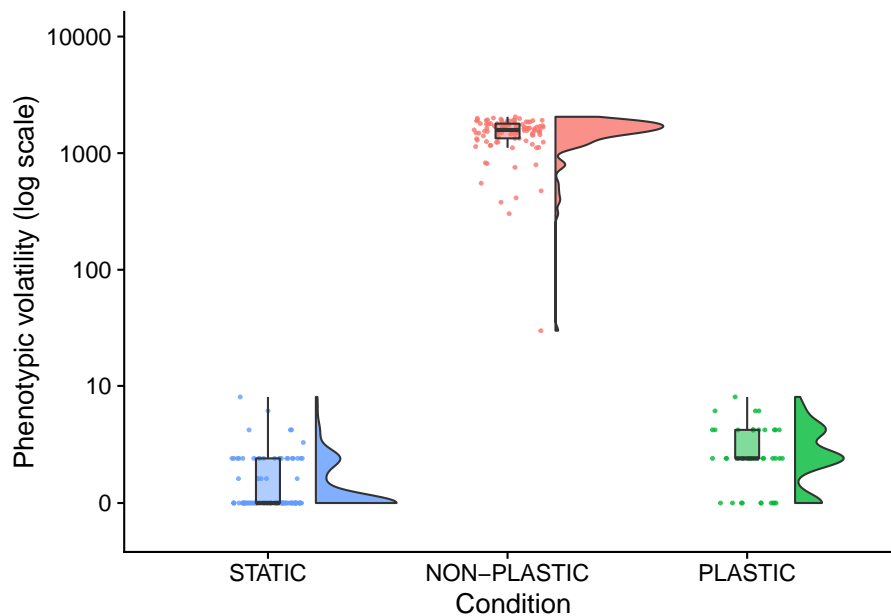 Phenotypic volatility (log scale)
10000
1000
100
10
0
STATIC
NON−PLASTIC
PLASTIC
Condition